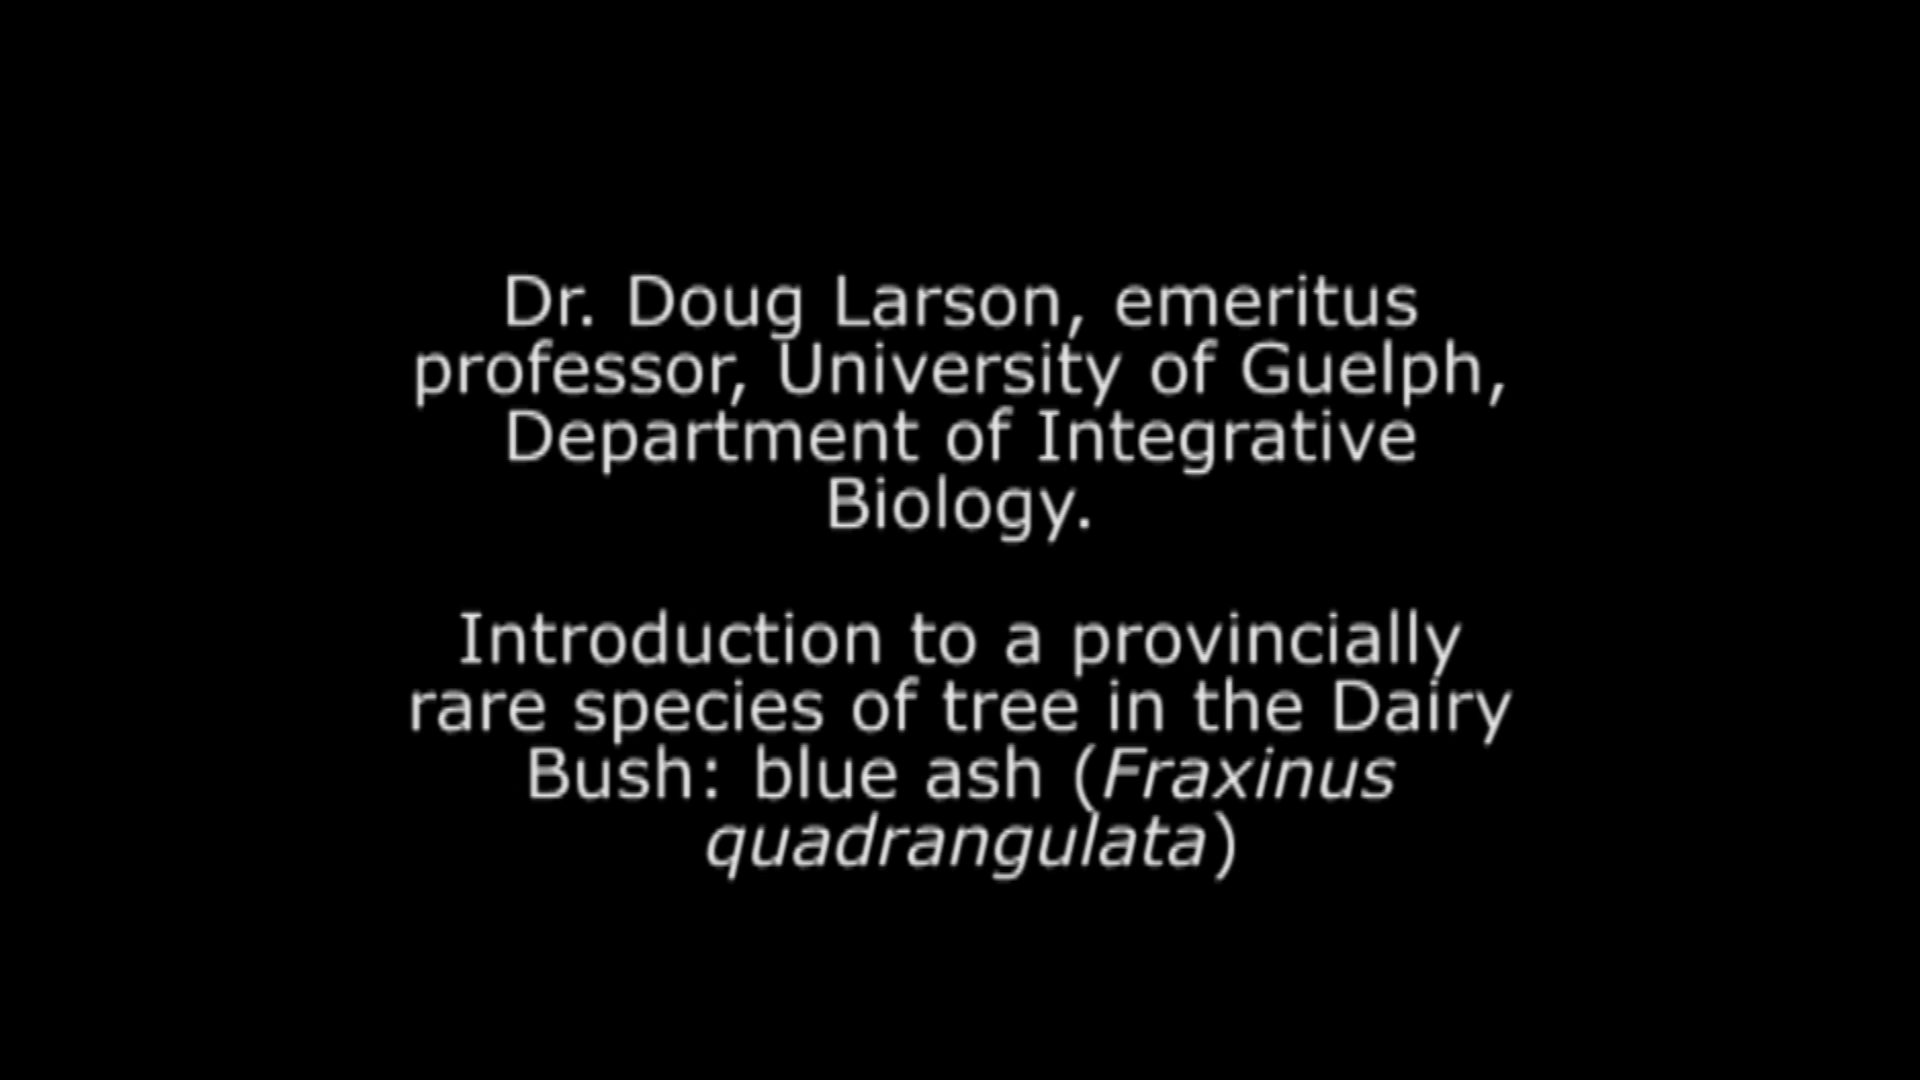 Dr. Doug Larson, emeritus
professor, University of Guelph,
Department of Integrative
Biology.
Introduction to a provincially
rare species of tree in the Dairy
Bush: blue ash (Fraxinus
quadrangulata)